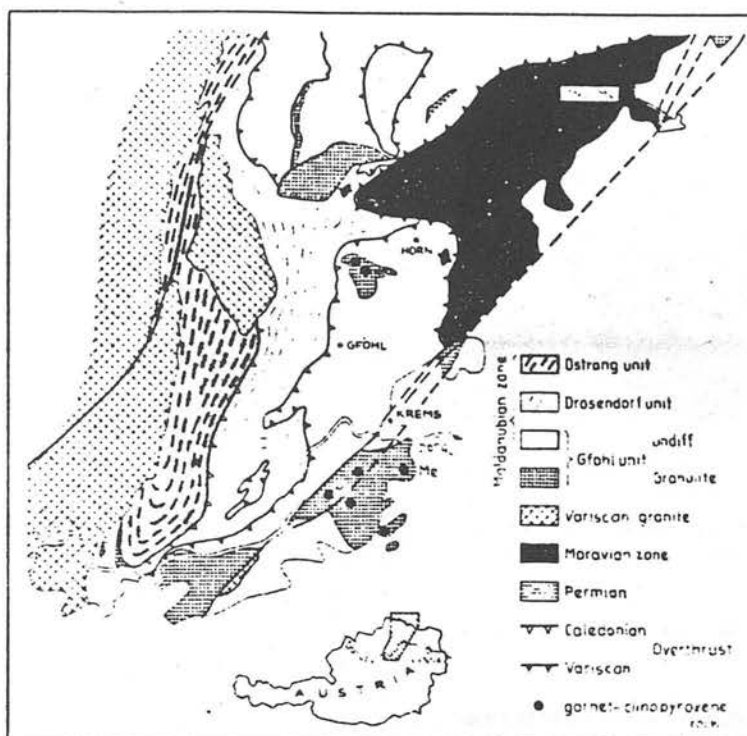 HORN
GFÖHL
KREMS
Me
Moldanubian zone
Ostrong unit
Drosendorf unit
Gföhl unit
undiff
Granulite
Variscan granite
Moravian zone
Permian
Caledonian
Overthrust
Variscan
garnet-clinopyroxene
rock
AUSTRIA